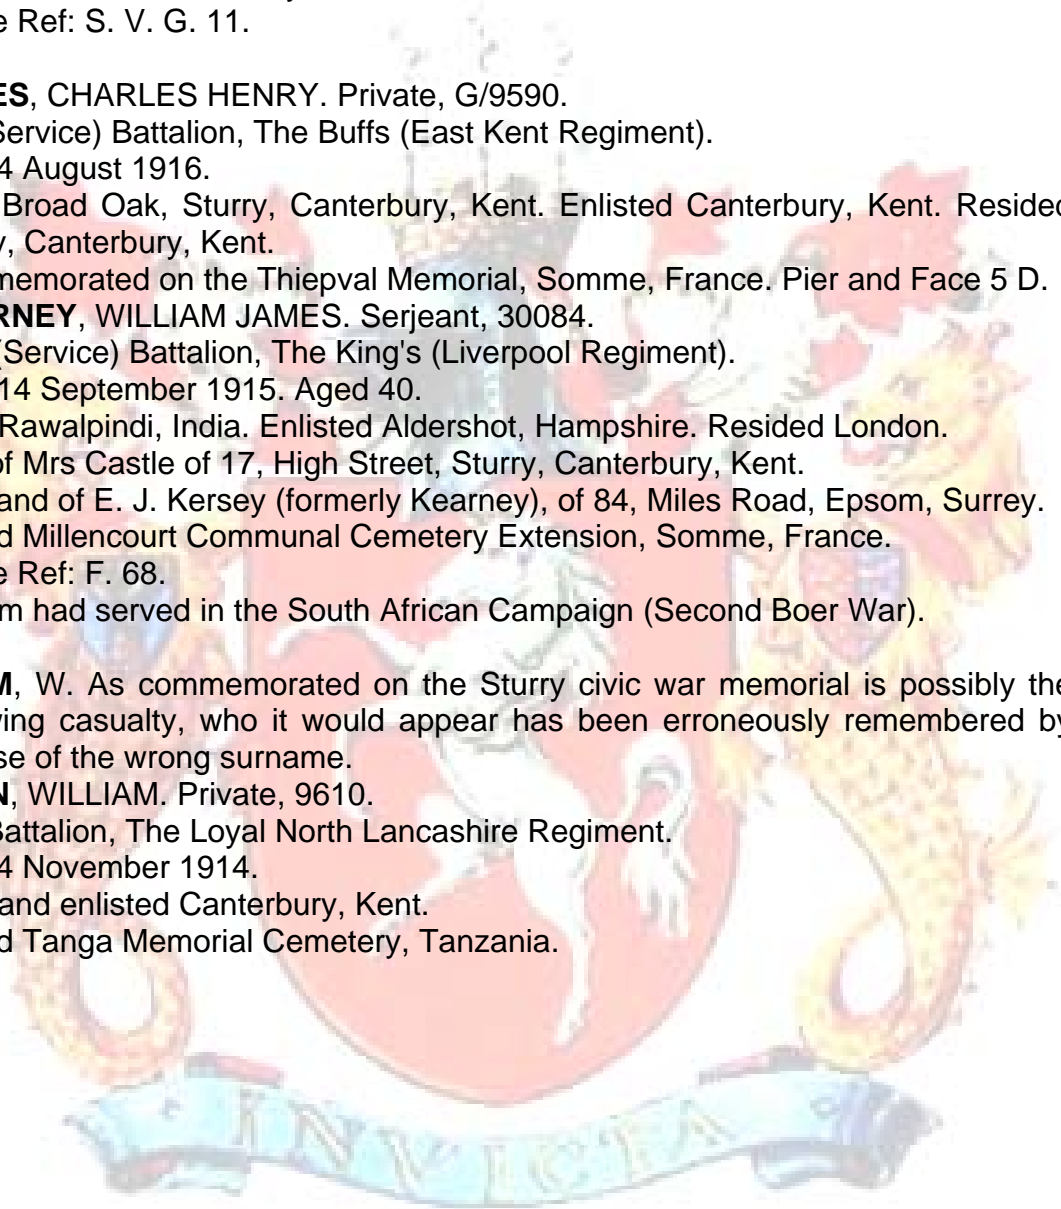 e Ref: S. V. G. 11.
ES, CHARLES HENRY. Private, G/9590.
Service) Battalion, The Buffs (East Kent Regiment).
4 August 1916.
Broad Oak, Sturry, Canterbury, Kent. Enlisted Canterbury, Kent. Resided
y, Canterbury, Kent.
memorated on the Thiepval Memorial, Somme, France. Pier and Face 5 D.
RNEY, WILLIAM JAMES. Serjeant, 30084.
(Service) Battalion, The King's (Liverpool Regiment).
14 September 1915. Aged 40.
Rawalpindi, India. Enlisted Aldershot, Hampshire. Resided London.
of Mrs Castle of 17, High Street, Sturry, Canterbury, Kent.
and of E. J. Kersey (formerly Kearney), of 84, Miles Road, Epsom, Surrey.
d Millencourt Communal Cemetery Extension, Somme, France.
e Ref: F. 68.
m had served in the South African Campaign (Second Boer War).
M, W. As commemorated on the Sturry civic war memorial is possibly the
wing casualty, who it would appear has been erroneously remembered by
se of the wrong surname.
N, WILLIAM. Private, 9610.
Battalion, The Loyal North Lancashire Regiment.
4 November 1914.
and enlisted Canterbury, Kent.
d Tanga Memorial Cemetery, Tanzania.
INVICTA